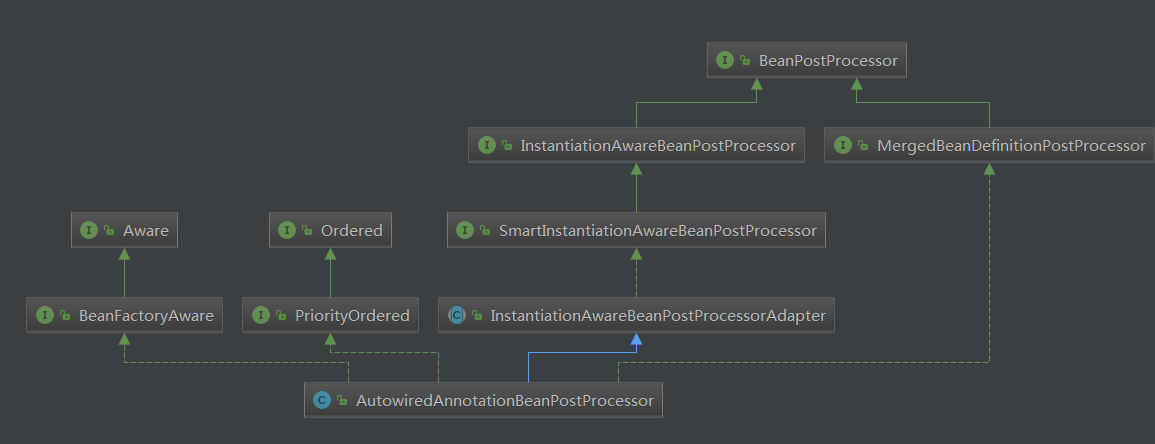 I BeanPostProcessor
I InstantiationAwareBeanPostProcessor
I MergedBeanDefinitionPostProcessor
I Aware
I Ordered
I SmartInstantiationAwareBeanPostProcessor
I BeanFactoryAware
I PriorityOrdered
C InstantiationAwareBeanPostProcessorAdapter
C AutowiredAnnotationBeanPostProcessor